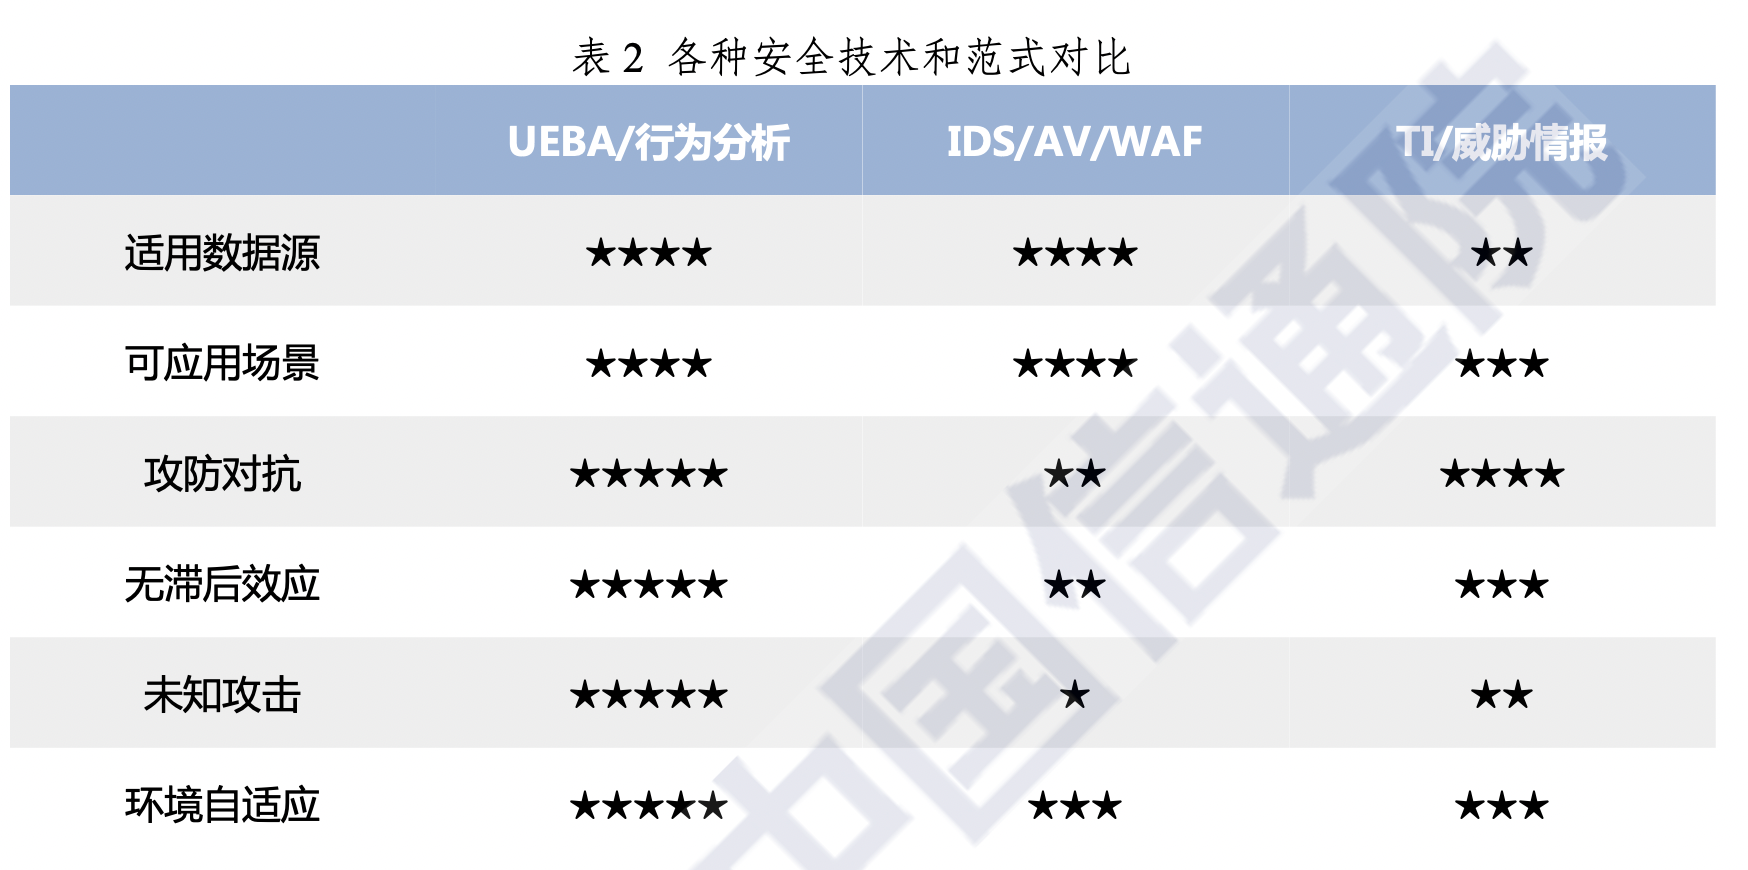 表 2 各种安全技术和范式对比
UEBA/行为分析 IDS/AV/WAF TI/威胁情报
适用数据源 ★★★★ ★★★★ ★★
可应用场景 ★★★★ ★★★★ ★★★
攻防对抗 ★★★★★ ★★ ★★★★
无滞后效应 ★★★★★ ★★ ★★★
未知攻击 ★★★★★ ★ ★★
环境自适应 ★★★★★ ★★★ ★★★
中国信通院